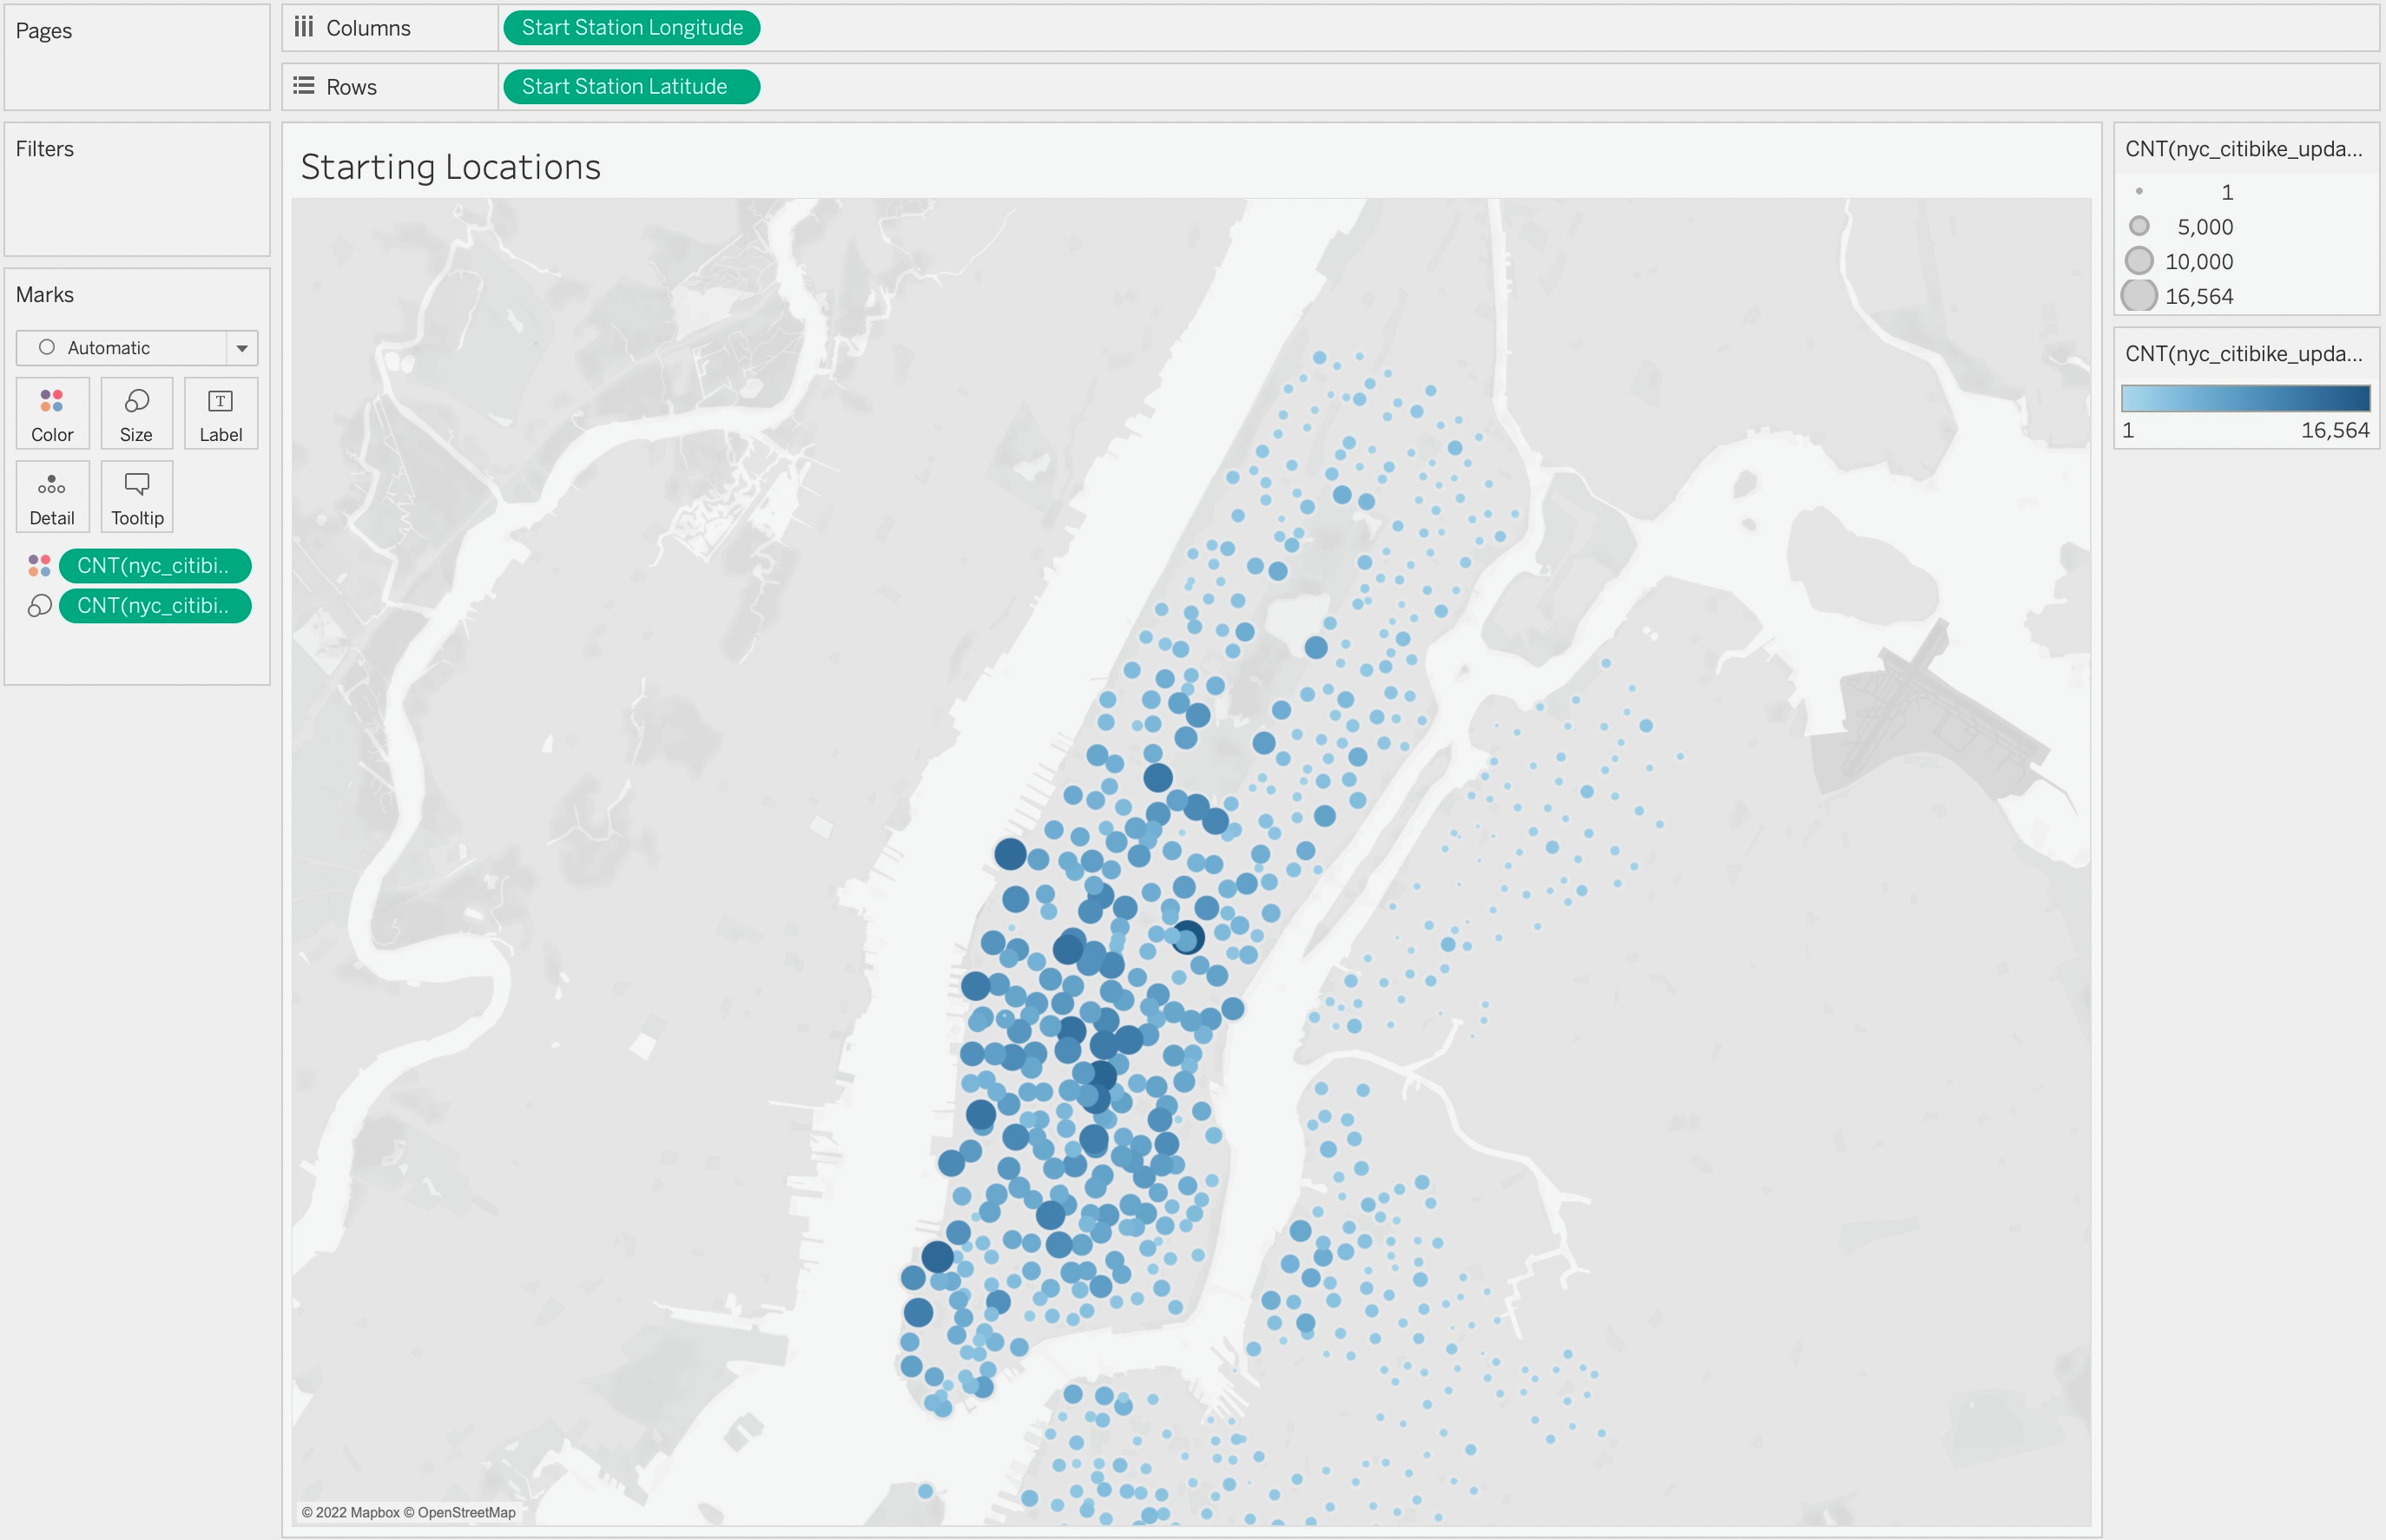 Pages
Columns
Start Station Longitude
Rows
Start Station Latitude
Filters
Marks
Automatic
Color
Size
Label
Detail
Tooltip
CNT(nyc_citibi..
CNT(nyc_citibi..
Starting Locations
© 2022 Mapbox © OpenStreetMap
CNT(nyc_citibike_upda...
1
5,000
10,000
16,564
CNT(nyc_citibike_upda...
1 16,564